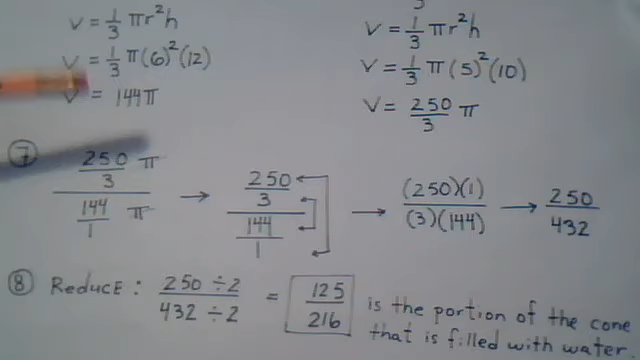 V = 1/3 πr²h
V = 1/3 π(6)²(12)
V = 144π
V = 1/3 πr²h
V = 1/3 π(5)²(10)
V = 250/3 π
⑦ (250/3 π)/(144/1 π) → (250/3)/(144/1) → (250)(1)/(3)(144) → 250/432
⑧ REDUCE: 250 ÷2/432 ÷2 = 125/216 is the portion of the cone
that is filled with water